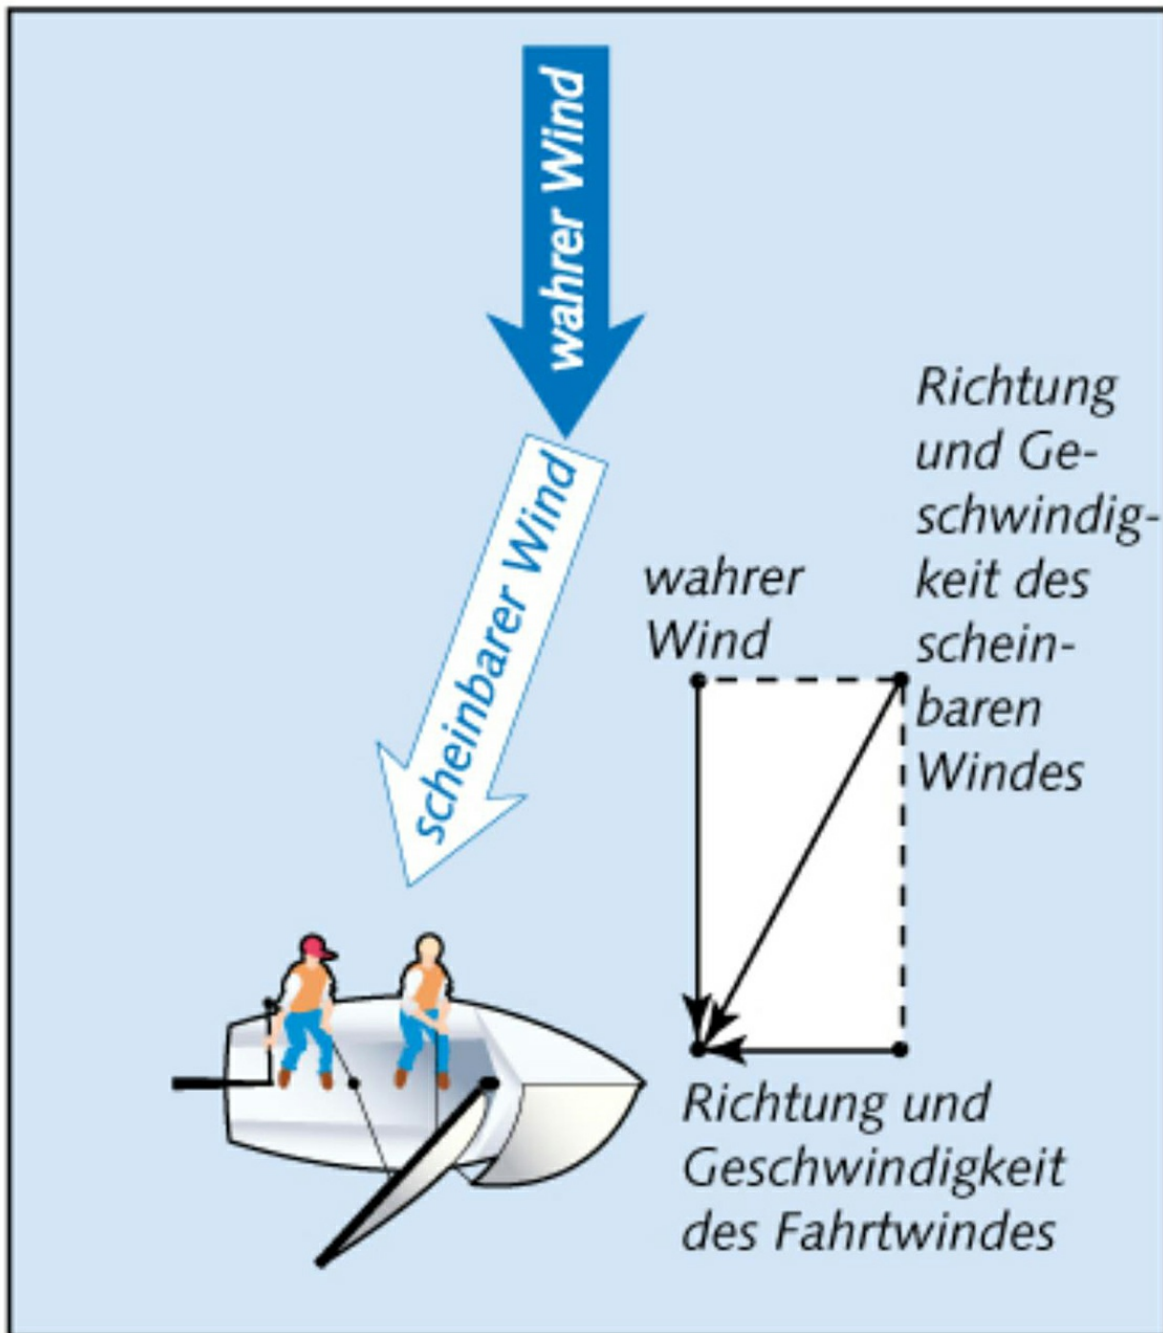 wahrer Wind
scheinbarer Wind
Richtung
und Ge-
schwindig-
keit des
schein-
baren
Windes
wahrer
Wind
Richtung und
Geschwindigkeit
des Fahrtwindes